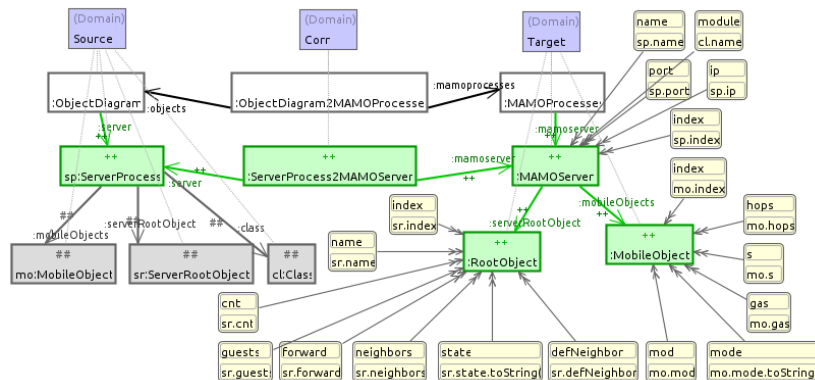 (Domain)
Source
(Domain)
Corr
(Domain)
Target
name
sp.name
module
cl.name
port
sp.port
ip
sp.ip
:ObjectDiagram
:objects
:ObjectDiagram2MAMOProcesse
:mamoprocesses
:MAMOProcesses
:server
++
:mamoserver
++
index
sp.index
++
sp:ServerProcess
++
:server
++
:ServerProcess2MAMOServer
:mamoserver
++
++
:MAMOServer
index
mo.index
##
:mobileObjects
##
:serverRootObject
##
:class
index
sr.index
:serverRootObject
++
:mobileObjects
++
hops
mo.hops
##
mo:MobileObject
##
sr:ServerRootObject
##
cl:Class
name
sr.name
++
:RootObject
++
:MobileObject
s
mo.s
cnt
sr.cnt
gas
mo.gas
guests
sr.guests
forward
sr.forward
neighbors
sr.neighbors
state
sr.state.toString(
defNeighbor
sr.defNeighbor
mod
mo.mod
mode
mo.mode.toString